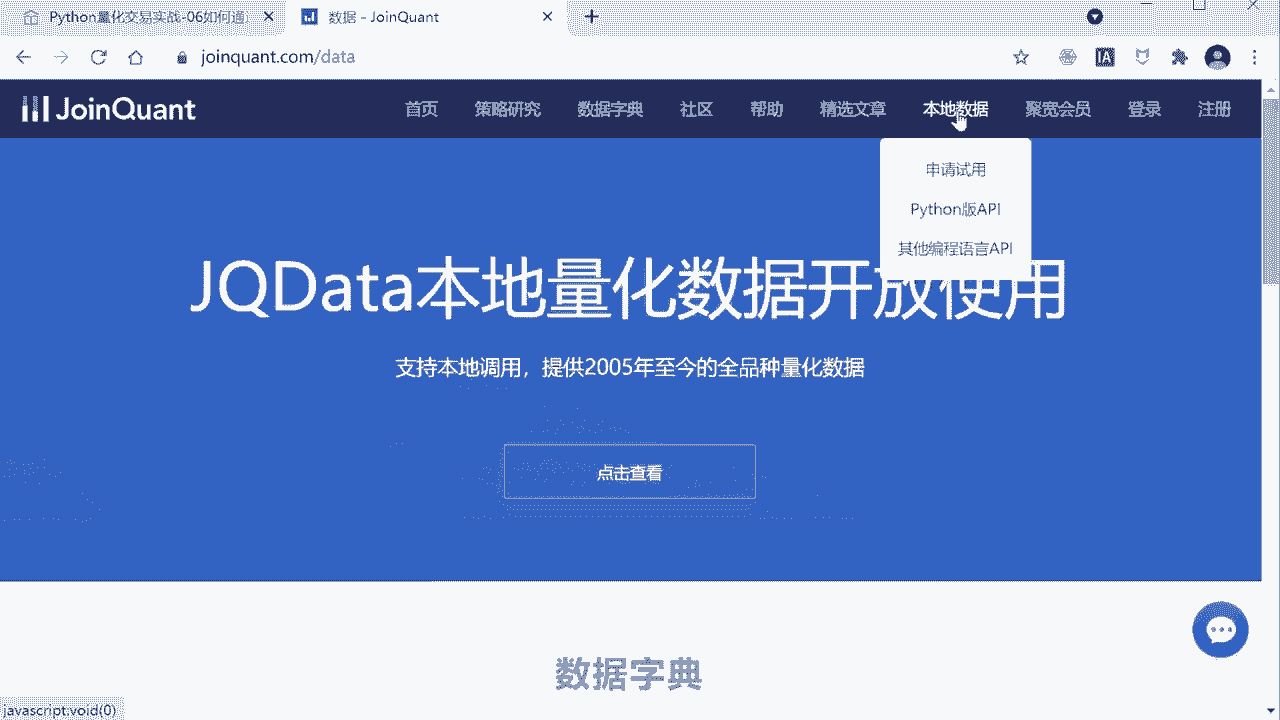 Python量化交易实战-06如何通
数据 - JoinQuant
joinquant.com/data
JoinQuant
首页 策略研究 数据字典 社区 帮助 精选文章 本地数据 聚宽会员 登录 注册
申请试用
Python版API
其他编程语言API
JQData本地量化数据开放使用
支持本地调用，提供2005年至今的全品种量化数据
点击查看
数据字典
javascript:void(0)